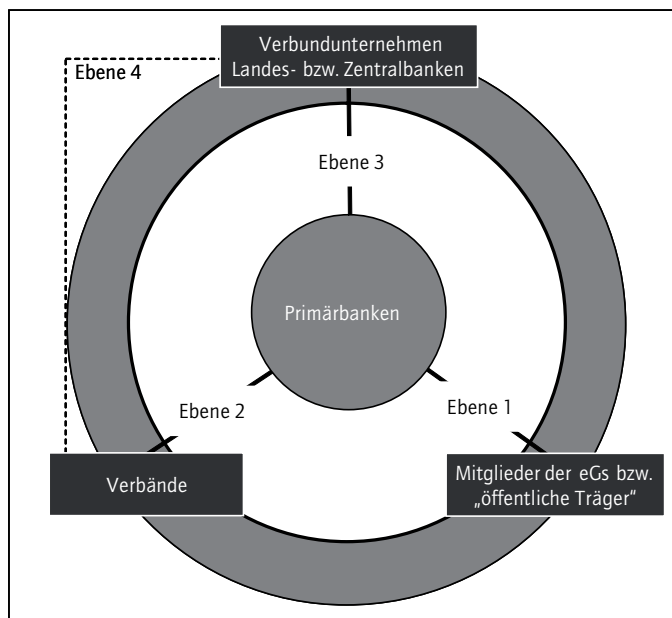 Verbundunternehmen
Landes- bzw. Zentralbanken
Ebene 4
Ebene 3
Primärbanken
Ebene 2
Ebene 1
Verbände
Mitglieder der eGs bzw.
„öffentliche Träger“